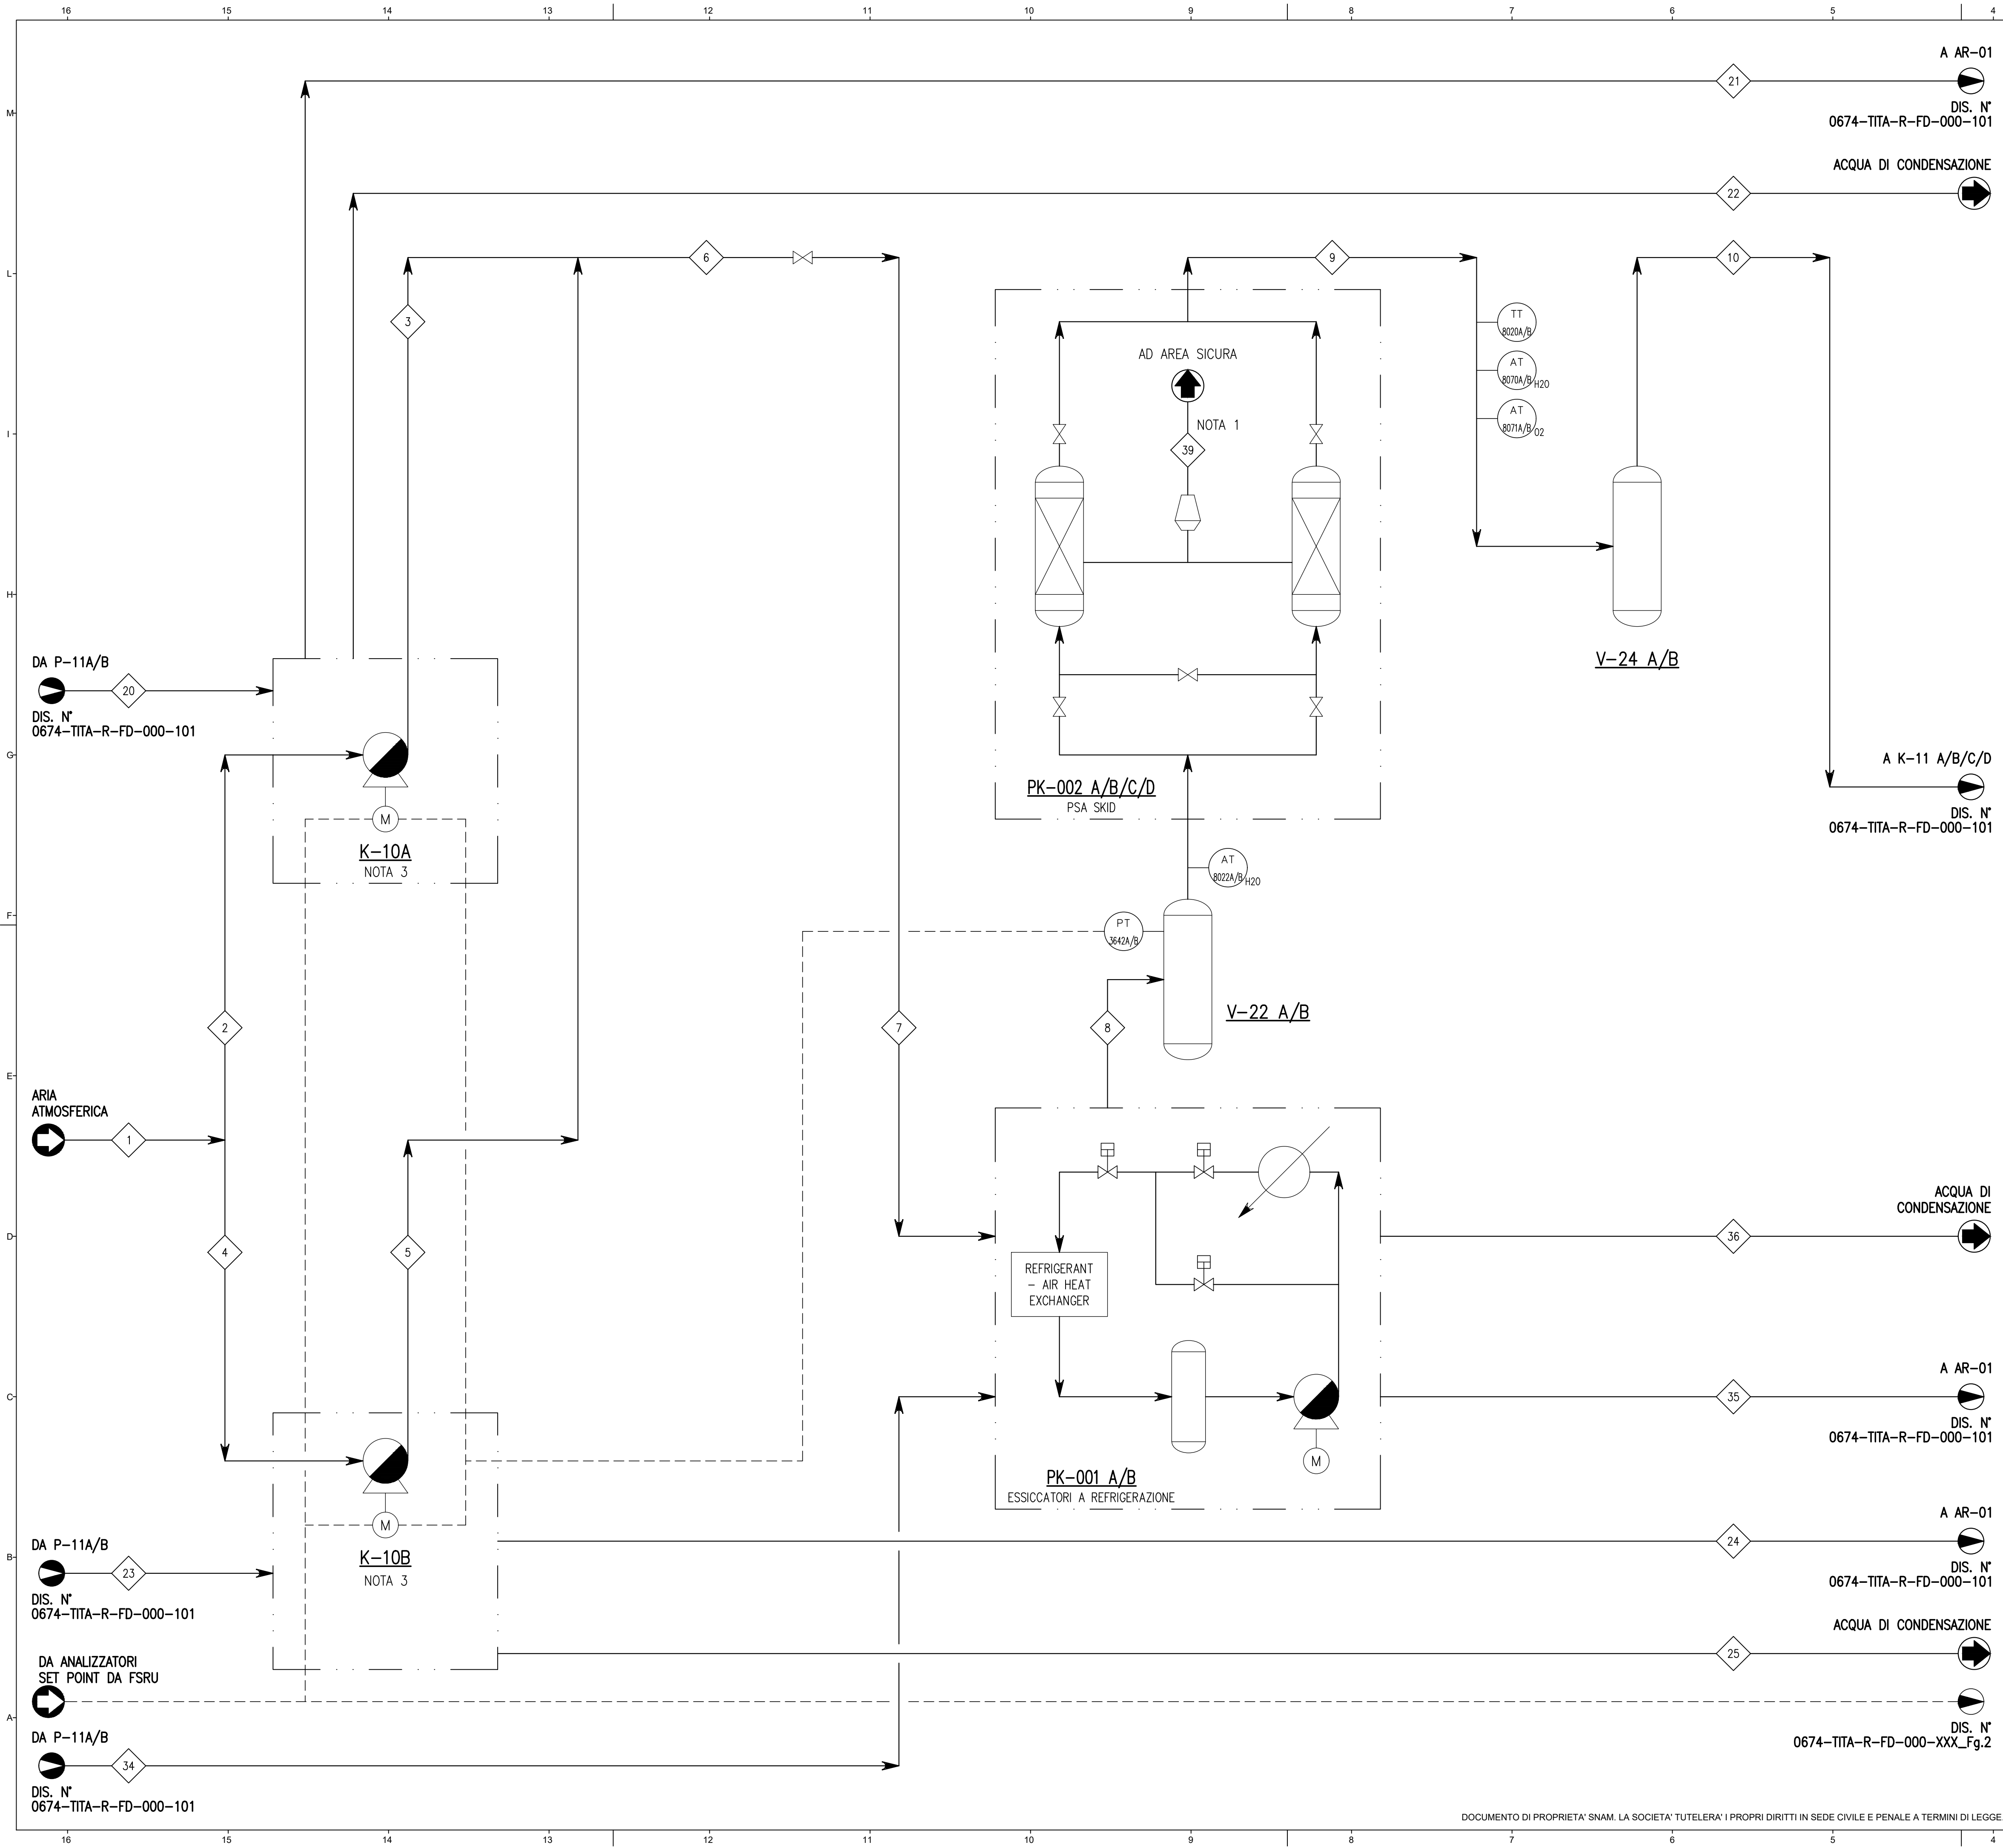 16 15 14 13 12 11 10 9 8 7 6 5 4
A AR-01
21
M
DIS. N°
0674-TITA-R-FD-000-101
ACQUA DI CONDENSAZIONE
22
6
9
10
L
3
TT
8020A/B
AD AREA SICURA
AT
8070A/B H2O
AT
8071A/B O2
I
NOTA 1
39
H
DA P-11A/B
20
DIS. N°
0674-TITA-R-FD-000-101
V-24 A/B
G
A K-11 A/B/C/D
PK-002 A/B/C/D
PSA SKID
DIS. N°
0674-TITA-R-FD-000-101
M
K-10A
NOTA 3
AT
8022A/B H2O
F
PT
3642A/B
V-22 A/B
2
7
8
E
ARIA
ATMOSFERICA
1
ACQUA DI
CONDENSAZIONE
D
4
5
36
REFRIGERANT
- AIR HEAT
EXCHANGER
A AR-01
C
35
DIS. N°
0674-TITA-R-FD-000-101
M
PK-001 A/B
ESSICCATORI A REFRIGERAZIONE
M
A AR-01
24
DA P-11A/B
K-10B
B
23
NOTA 3
DIS. N°
0674-TITA-R-FD-000-101
DIS. N°
0674-TITA-R-FD-000-101
ACQUA DI CONDENSAZIONE
25
DA ANALIZZATORI
SET POINT DA FSRU
A
DIS. N°
0674-TITA-R-FD-000-XXX_Fg.2
DA P-11A/B
34
DIS. N°
0674-TITA-R-FD-000-101
DOCUMENTO DI PROPRIETA' SNAM. LA SOCIETA' TUTELERA' I PROPRI DIRITTI IN SEDE CIVILE E PENALE A TERMINI DI LEGGE
16 15 14 13 12 11 10 9 8 7 6 5 4